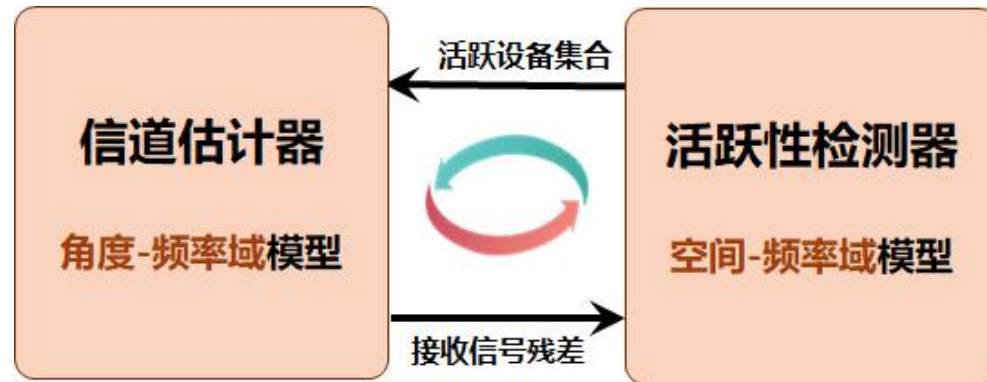 活跃设备集合
信道估计器
角度-频率域模型
活跃性检测器
空间-频率域模型
接收信号残差